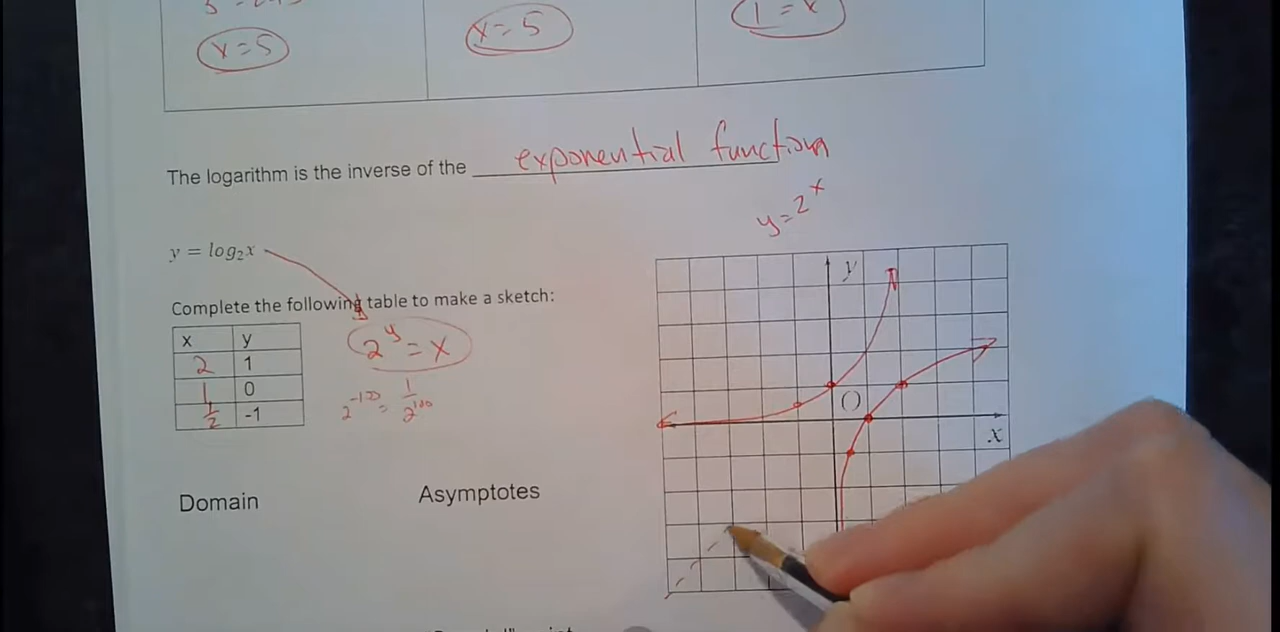 x=5
x=5
1=x
The logarithm is the inverse of the exponential function
y=2^x
y = log₂x
Complete the following table to make a sketch:
x y
2 1
1 0
1/2 -1
2^y = x
2^-100 = 1/2^100
y
O
x
Domain Asymptotes